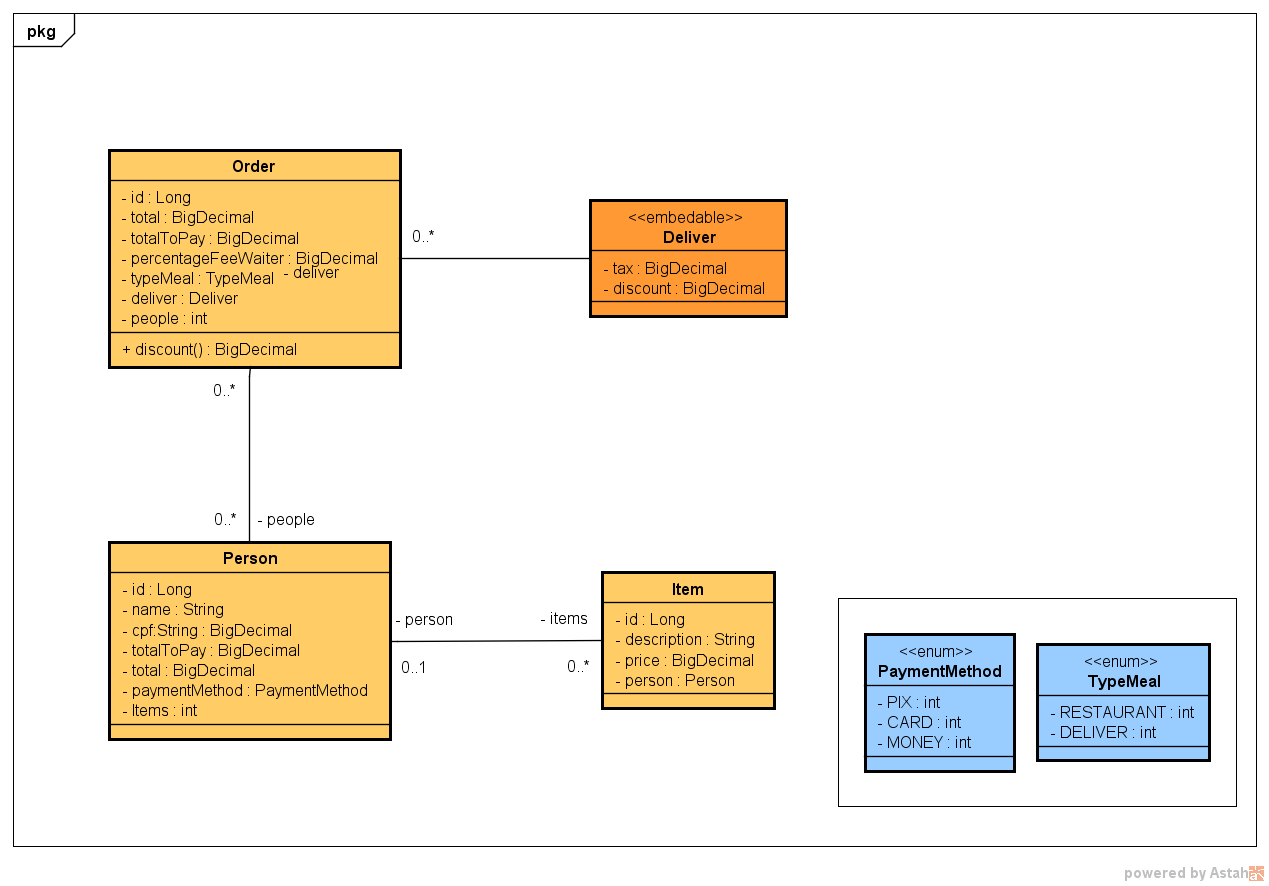 pkg
Order
- id : Long
- total : BigDecimal
- totalToPay : BigDecimal
- percentageFeeWaiter : BigDecimal
- typeMeal : TypeMeal
- deliver
- deliver : Deliver
- people : int
+ discount() : BigDecimal
0..*
<<embedable>>
Deliver
- tax : BigDecimal
- discount : BigDecimal
0..*
0..*
- people
Person
- id : Long
- name : String
- cpf:String : BigDecimal
- totalToPay : BigDecimal
- total : BigDecimal
- paymentMethod : PaymentMethod
- Items : int
- person
0..1
- items
0..*
Item
- id : Long
- description : String
- price : BigDecimal
- person : Person
<<enum>>
PaymentMethod
- PIX : int
- CARD : int
- MONEY : int
<<enum>>
TypeMeal
- RESTAURANT : int
- DELIVER : int
powered by Astah